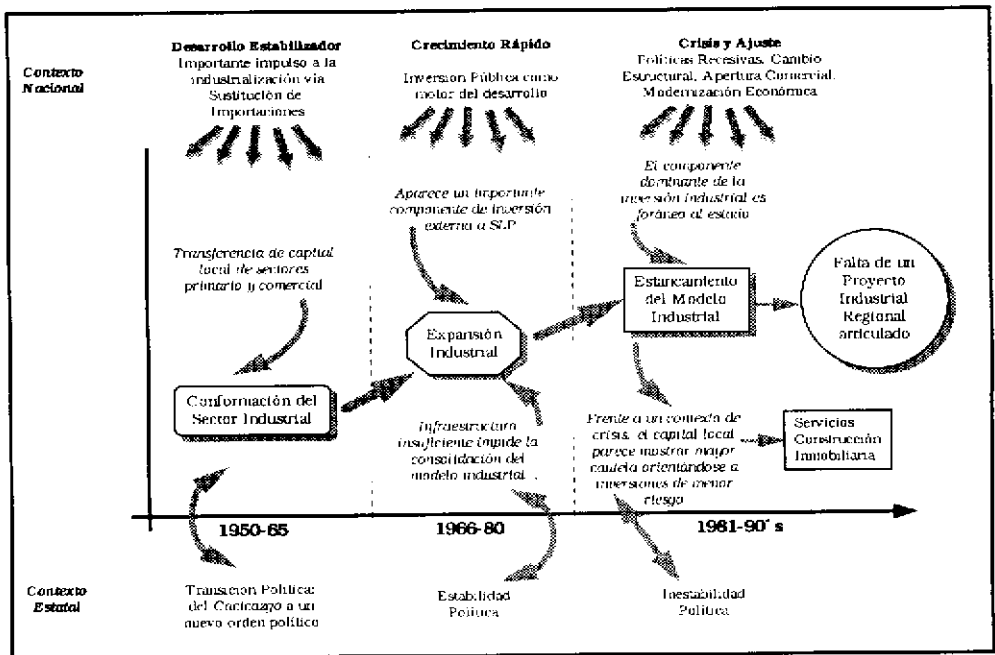 Contexto
Nacional
Desarrollo Estabilizador
Importante impulso a la
industrialización vía
Sustitución de
Importaciones
Crecimiento Rápido
Inversion Pública como
motor del desarrollo
Crisis y Ajuste
Políticas Recesivas, Cambio
Estructural, Apertura Comercial,
Modernización Económica
Transferencia de capital
local de sectores
primario y comercial
Aparece un importante
componente de inversión
externa a SLP
El componente
dominante de la
inversión industrial es
foráneo al estado
Conformación del
Sector Industrial
Expansión
Industrial
Estancamiento
del Modelo
Industrial
Falta de un
Proyecto
Industrial
Regional
articulado
Infraestructura
insuficiente impide la
consolidación del
modelo industrial
Frente a un contexto de
crisis, el capital local
parece mostrar mayor
cautela orientándose a
inversiones de menor
riesgo
Servicios
Construcción
Inmobiliaria
1950-65
1966-80
1981-90´s
Contexto
Estatal
Transicion Política:
del Cacicazgo a un
nuevo orden político
Estabilidad
Política
Inestabilidad
Política